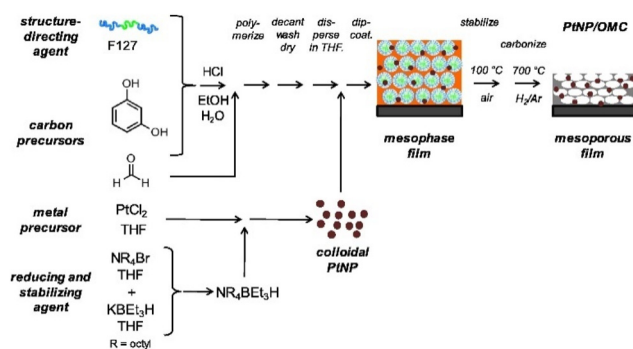 structure-
directing
agent
F127
OH
HO
carbon
precursors
O
H H
metal
precursor
PtCl2
THF
reducing and
stabilizing
agent
NR4Br
THF
+
KBEt3H
THF
R = octyl
NR4BEt3H
HCl
EtOH
H2O
poly-
merize
decant
wash
dry
dis-
perse
in THF.
dip-
coat.
colloidal
PtNP
mesophase
film
stabilize
100 °C
air
carbonize
700 °C
H2/Ar
PtNP/OMC
mesoporous
film